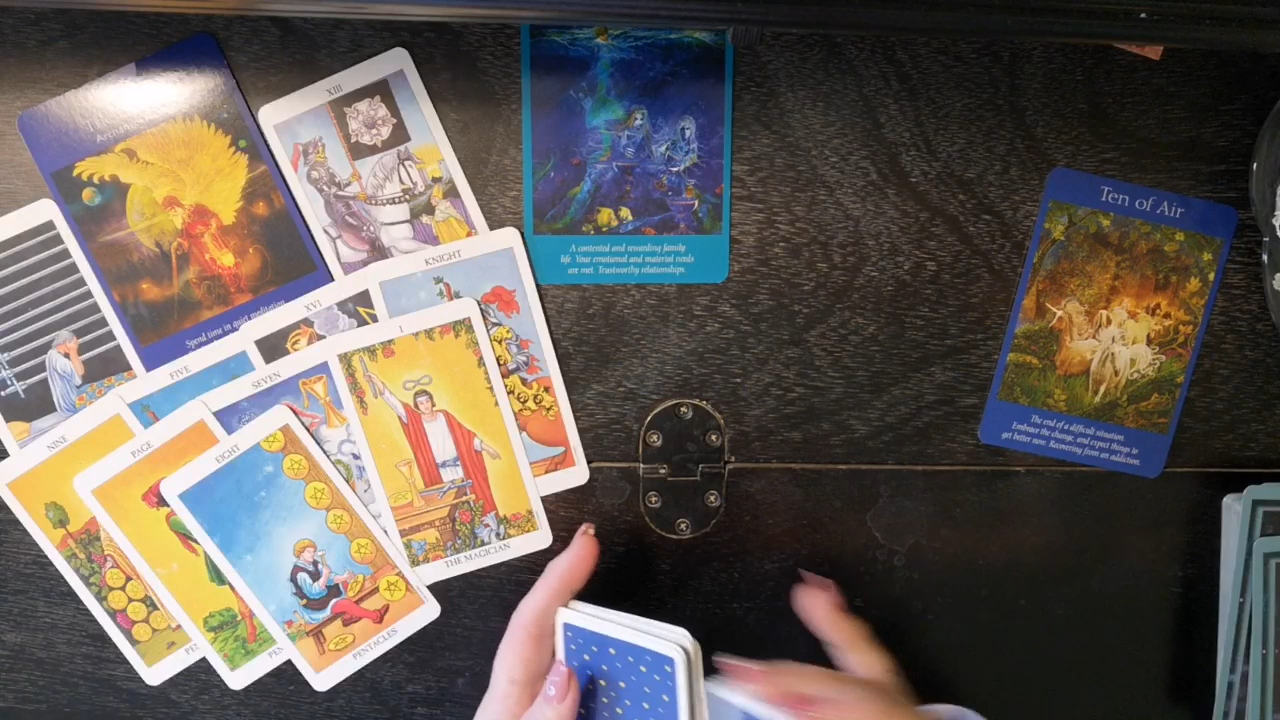 XIII
Spend time in quiet meditation
A contented and rewarding family
life. Your emotional and material needs
are met. Trustworthy relationships.
Ten of Air
The end of a difficult situation.
Embrace the change, and expect things to
get better now. Recovering from an addiction.
KNIGHT
XVI
I
FIVE
SEVEN
THE MAGICIAN
NINE
PAGE
EIGHT
PE
PEN
PENTACLES